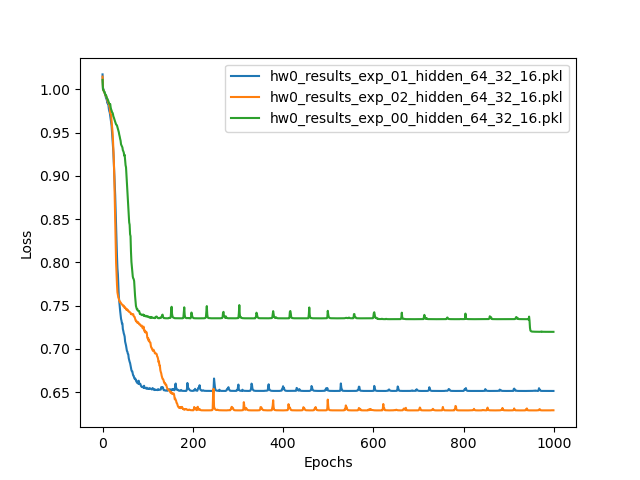 hw0_results_exp_01_hidden_64_32_16.pkl
hw0_results_exp_02_hidden_64_32_16.pkl
hw0_results_exp_00_hidden_64_32_16.pkl
1.00
0.95
0.90
0.85
0.80
0.75
0.70
0.65
Loss
0 200 400 600 800 1000
Epochs